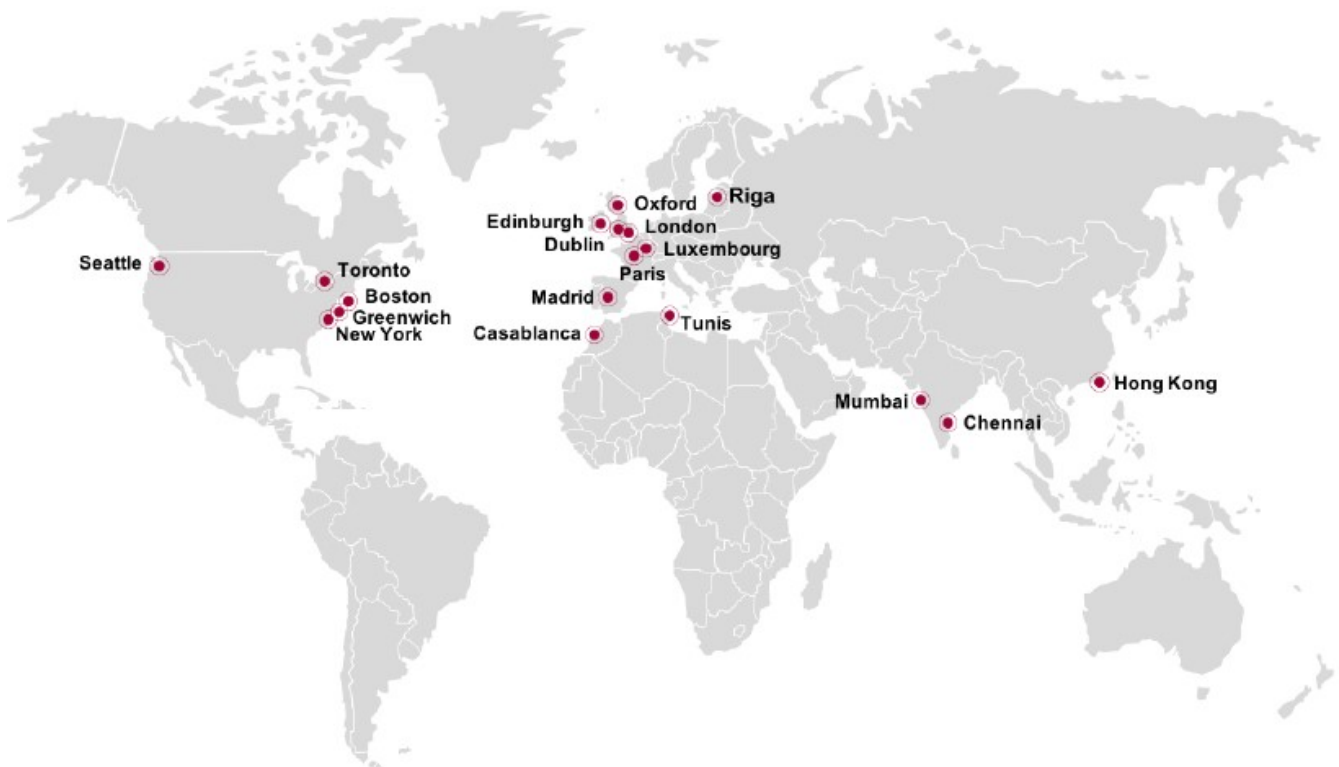 Riga
Oxford
Edinburgh
London
Dublin
Luxembourg
Seattle
Paris
Toronto
Madrid
Boston
Greenwich
Tunis
New York
Casablanca
Hong Kong
Mumbai
Chennai